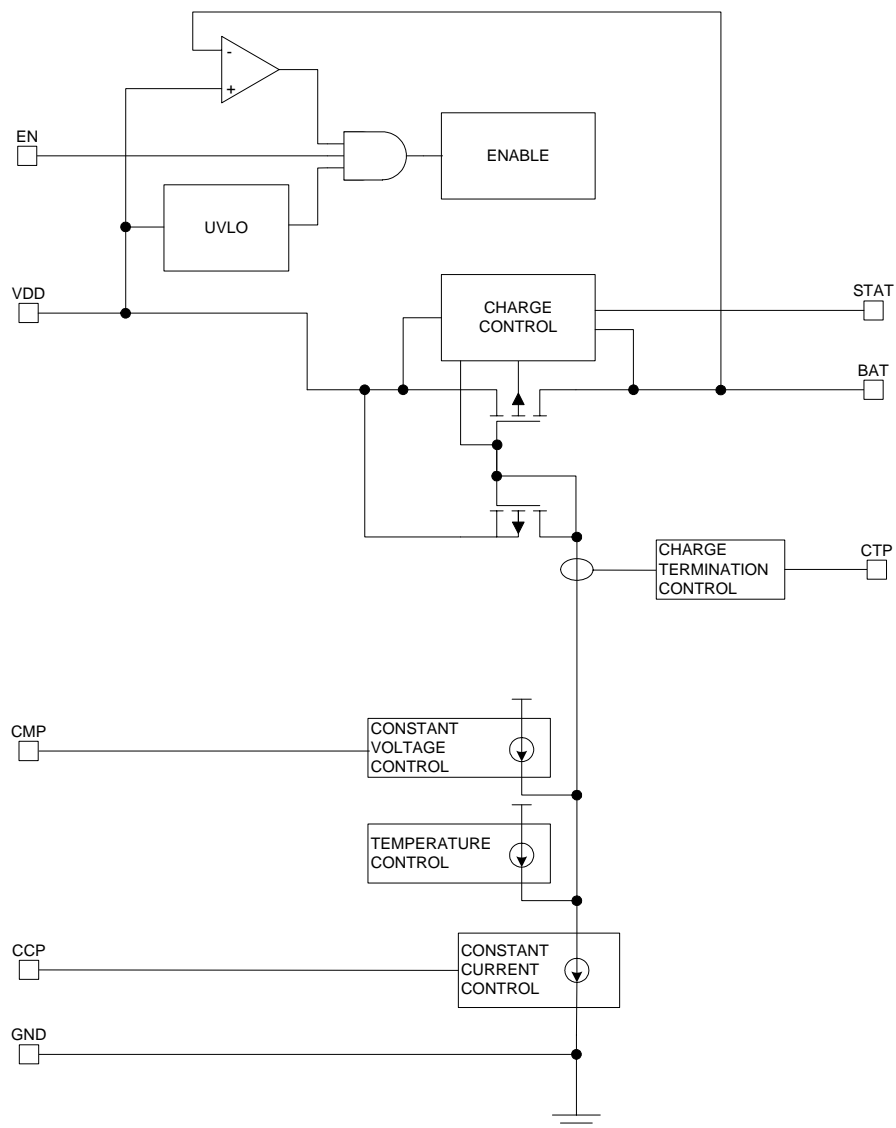 -
+
EN
ENABLE
UVLO
VDD
CHARGE
CONTROL
STAT
BAT
CHARGE
TERMINATION
CONTROL
CTP
CMP
CONSTANT
VOLTAGE
CONTROL
TEMPERATURE
CONTROL
CCP
CONSTANT
CURRENT
CONTROL
GND